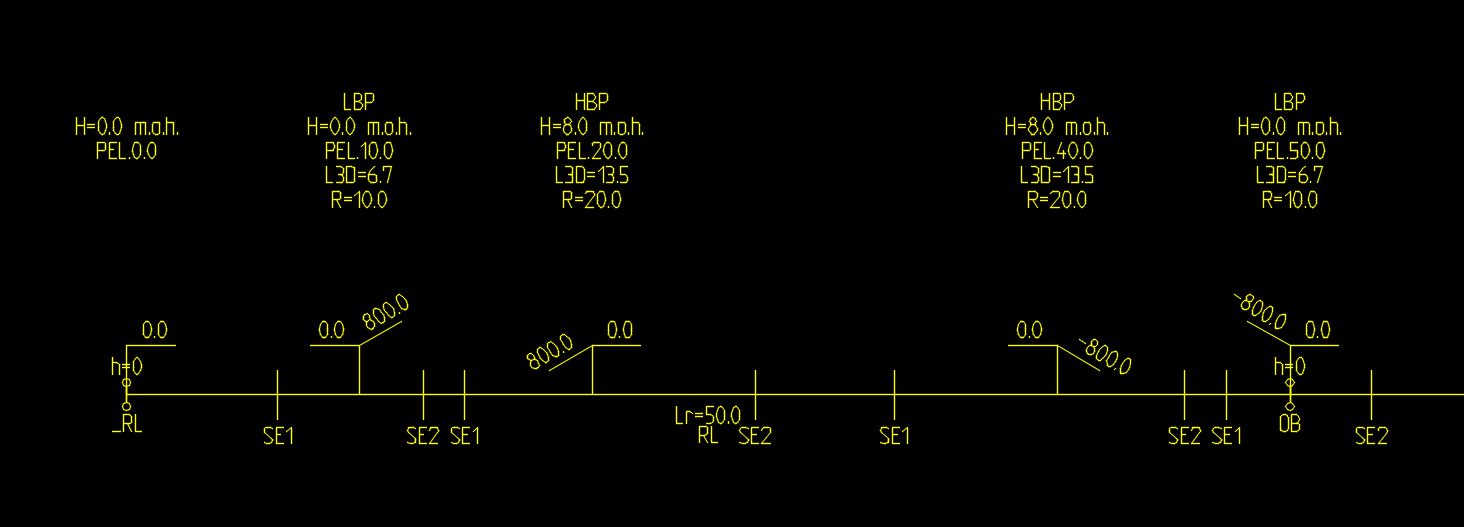 H=0.0 m.o.h.
PEL.0.0
LBP
H=0.0 m.o.h.
PEL.10.0
L3D=6.7
R=10.0
HBP
H=8.0 m.o.h.
PEL.20.0
L3D=13.5
R=20.0
HBP
H=8.0 m.o.h.
PEL.40.0
L3D=13.5
R=20.0
LBP
H=0.0 m.o.h.
PEL.50.0
L3D=6.7
R=10.0
0.0
0.0
800.0
800.0
0.0
0.0
-800.0
-800.0
0.0
h=0
h=0
_RL
SE1
SE2
SE1
Lr=50.0
RL
SE2
SE1
SE2
SE1
OB
SE2